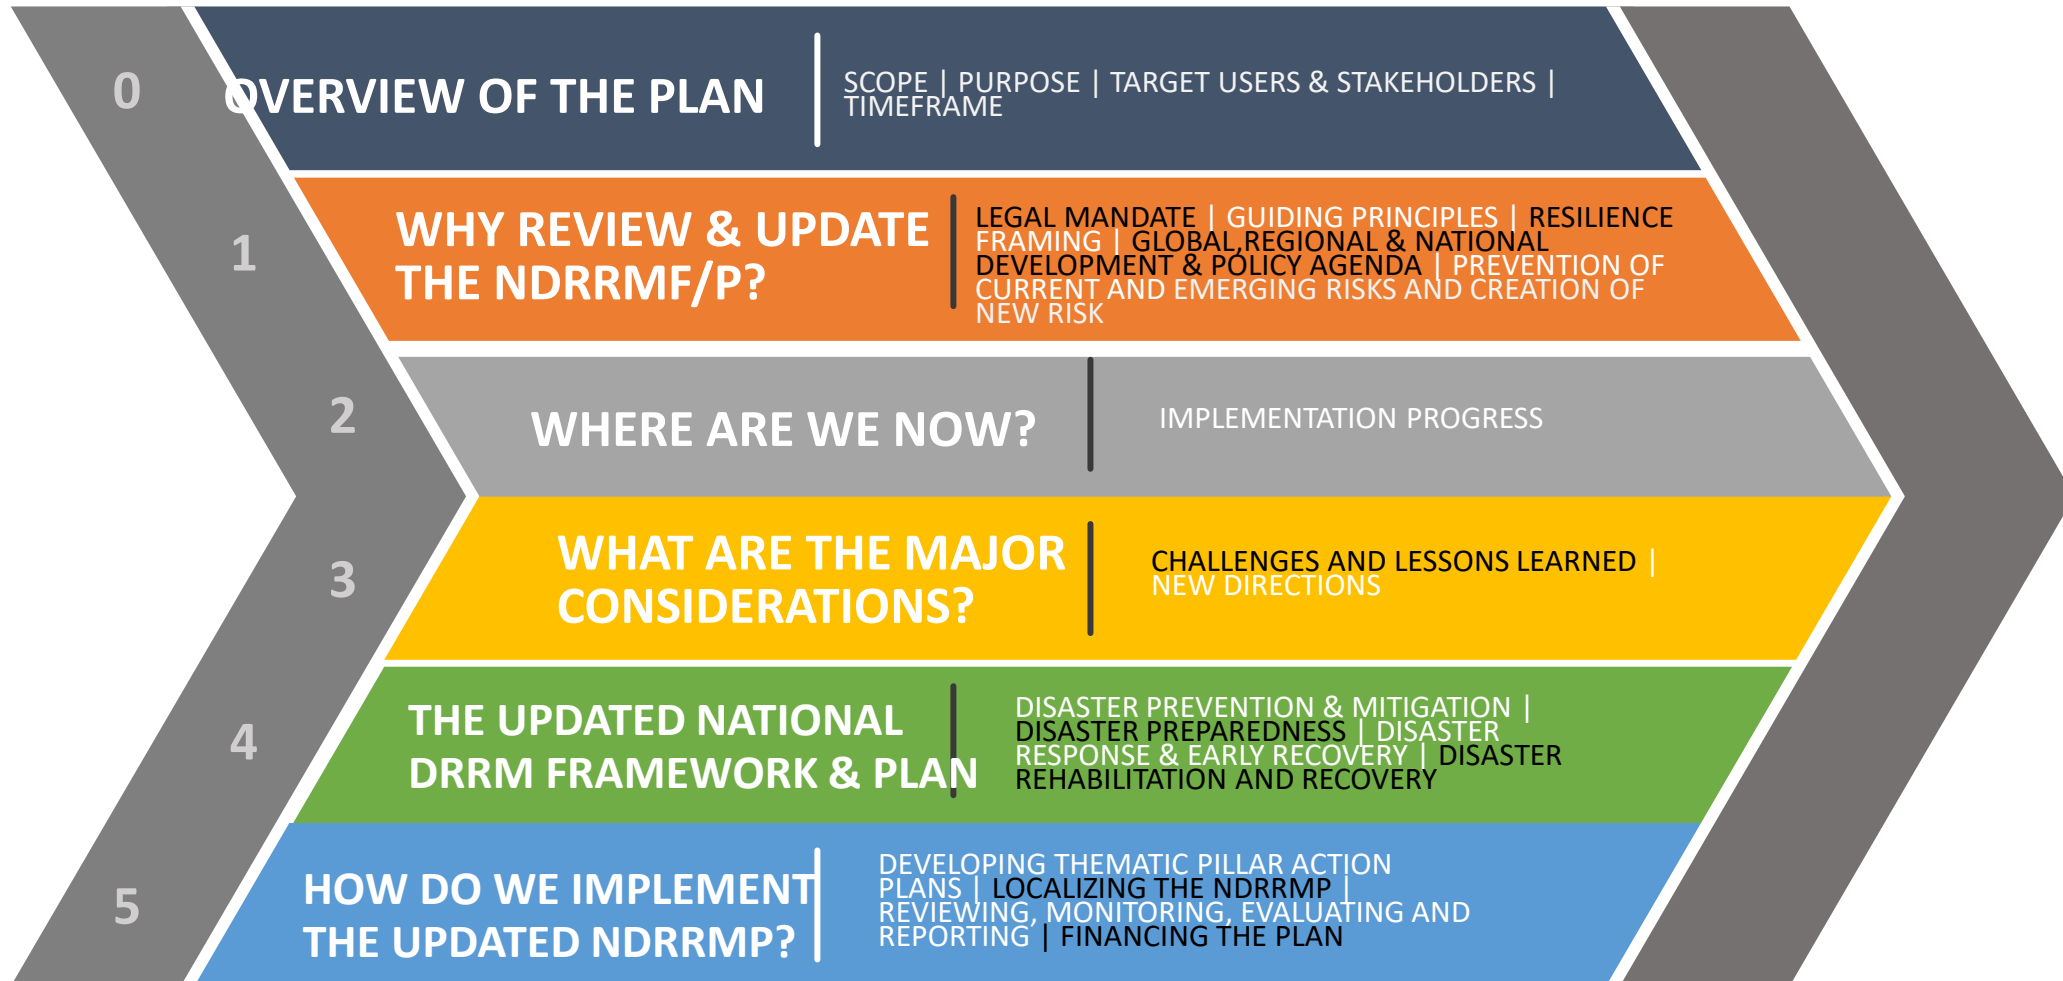 0
OVERVIEW OF THE PLAN
SCOPE | PURPOSE | TARGET USERS & STAKEHOLDERS |
TIMEFRAME
1
WHY REVIEW & UPDATE
THE NDRRMF/P?
LEGAL MANDATE | GUIDING PRINCIPLES | RESILIENCE
FRAMING | GLOBAL,REGIONAL & NATIONAL
DEVELOPMENT & POLICY AGENDA | PREVENTION OF
CURRENT AND EMERGING RISKS AND CREATION OF
NEW RISK
2
WHERE ARE WE NOW?
IMPLEMENTATION PROGRESS
3
WHAT ARE THE MAJOR
CONSIDERATIONS?
CHALLENGES AND LESSONS LEARNED |
NEW DIRECTIONS
4
THE UPDATED NATIONAL
DRRM FRAMEWORK & PLAN
DISASTER PREVENTION & MITIGATION |
DISASTER PREPAREDNESS | DISASTER
RESPONSE & EARLY RECOVERY | DISASTER
REHABILITATION AND RECOVERY
5
HOW DO WE IMPLEMENT
THE UPDATED NDRRMP?
DEVELOPING THEMATIC PILLAR ACTION
PLANS | LOCALIZING THE NDRRMP |
REVIEWING, MONITORING, EVALUATING AND
REPORTING | FINANCING THE PLAN